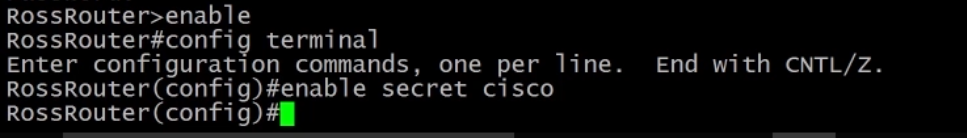 RossRouter>enable
RossRouter#config terminal
Enter configuration commands, one per line.  End with CNTL/Z.
RossRouter(config)#enable secret cisco
RossRouter(config)#